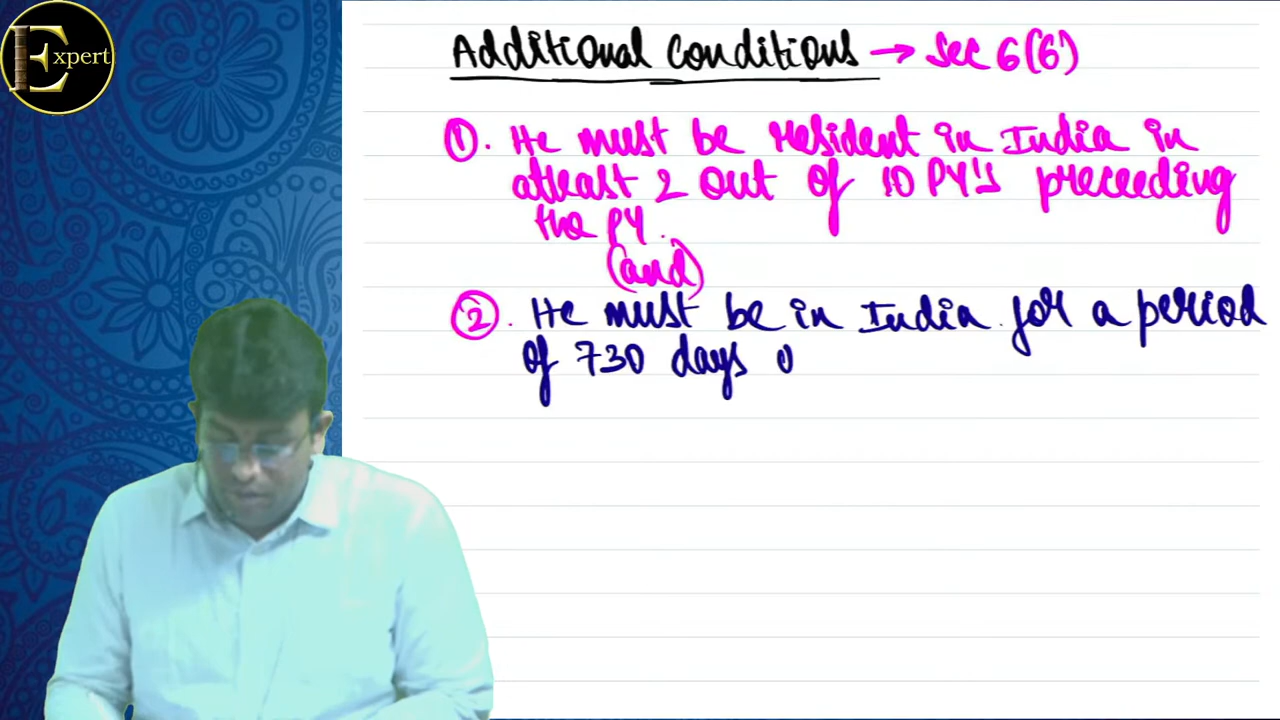 Expert
Additional conditions → Sec 6(6)
①. He must be resident in India in
atleast 2 out of 10 PY's preceeding
the PY.
(and)
②. He must be in India for a period
of 730 days o